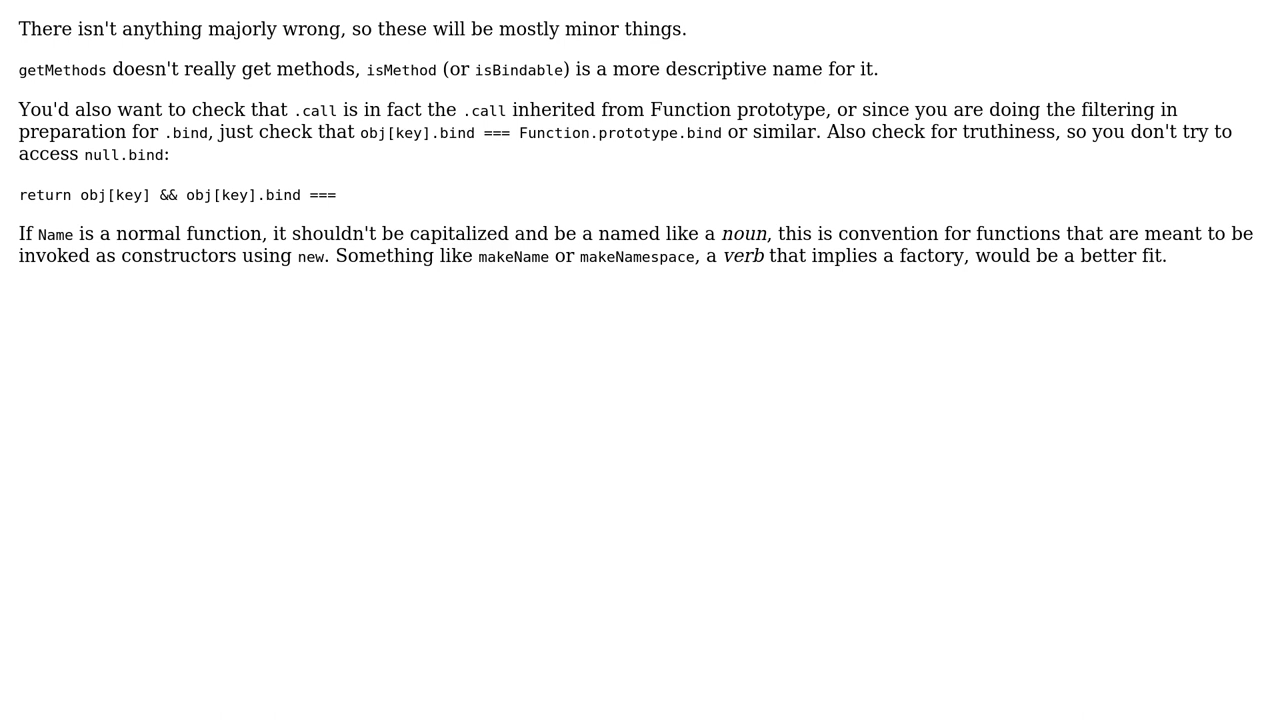 There isn't anything majorly wrong, so these will be mostly minor things.
getMethods doesn't really get methods, isMethod (or isBindable) is a more descriptive name for it.
You'd also want to check that .call is in fact the .call inherited from Function prototype, or since you are doing the filtering in
preparation for .bind, just check that obj[key].bind === Function.prototype.bind or similar. Also check for truthiness, so you don't try to
access null.bind:
return obj[key] && obj[key].bind ===
If Name is a normal function, it shouldn't be capitalized and be a named like a noun, this is convention for functions that are meant to be
invoked as constructors using new. Something like makeName or makeNamespace, a verb that implies a factory, would be a better fit.